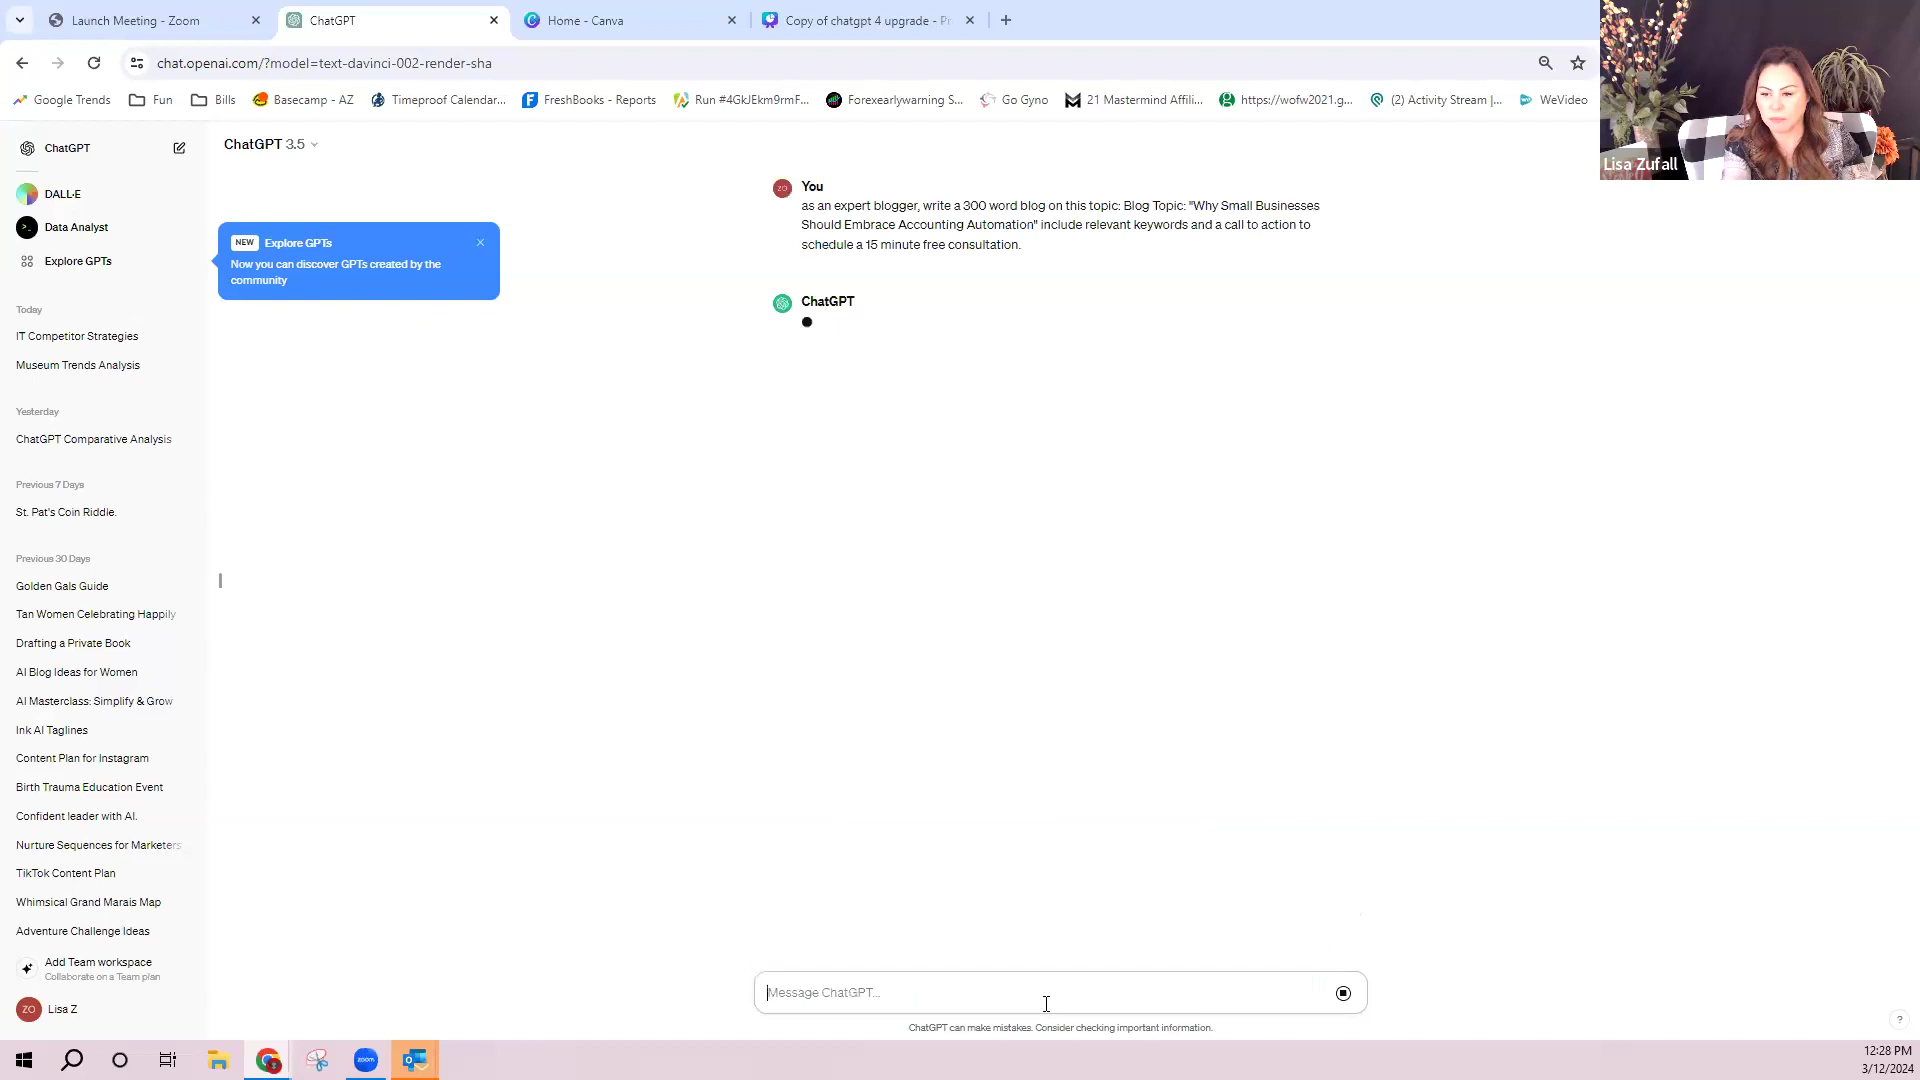 Launch Meeting - Zoom
ChatGPT
Home - Canva
Copy of chatgpt 4 upgrade - Pr
chat.openai.com/?model=text-davinci-002-render-sha
Google Trends
Fun
Bills
Basecamp - AZ
Timeproof Calendar...
FreshBooks - Reports
Run #4GkJEkm9rmF...
Forexearlywarning S...
Go Gyno
21 Mastermind Affili...
https://wofw2021.g...
(2) Activity Stream |...
WeVideo
Lisa Zufall
ChatGPT
DALL·E
Data Analyst
Explore GPTs
Today
IT Competitor Strategies
Museum Trends Analysis
Yesterday
ChatGPT Comparative Analysis
Previous 7 Days
St. Pat's Coin Riddle.
Previous 30 Days
Golden Gals Guide
Tan Women Celebrating Happily
Drafting a Private Book
AI Blog Ideas for Women
AI Masterclass: Simplify & Grow
Ink AI Taglines
Content Plan for Instagram
Birth Trauma Education Event
Confident leader with AI.
Nurture Sequences for Marketers
TikTok Content Plan
Whimsical Grand Marais Map
Adventure Challenge Ideas
Add Team workspace
Collaborate on a Team plan
ZO Lisa Z
ChatGPT 3.5
NEW Explore GPTs
Now you can discover GPTs created by the
community
ZO You
as an expert blogger, write a 300 word blog on this topic: Blog Topic: "Why Small Businesses
Should Embrace Accounting Automation" include relevant keywords and a call to action to
schedule a 15 minute free consultation.
ChatGPT
Message ChatGPT...
ChatGPT can make mistakes. Consider checking important information.
?
zoom
12:28 PM
3/12/2024